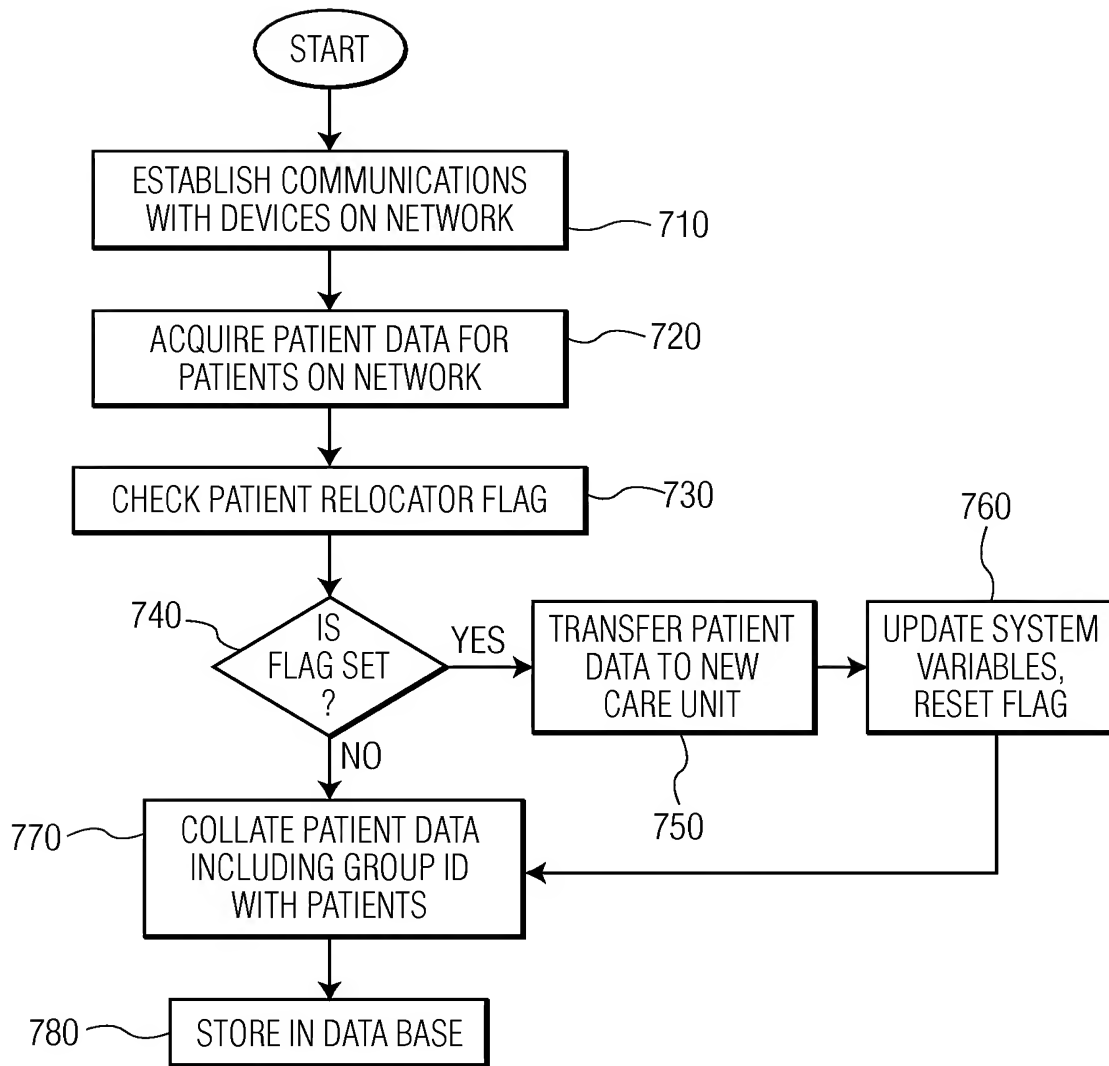 START
ESTABLISH COMMUNICATIONS
WITH DEVICES ON NETWORK
710
ACQUIRE PATIENT DATA FOR
PATIENTS ON NETWORK
720
CHECK PATIENT RELOCATOR FLAG
730
740
IS
FLAG SET
?
YES
NO
TRANSFER PATIENT
DATA TO NEW
CARE UNIT
750
760
UPDATE SYSTEM
VARIABLES,
RESET FLAG
770
COLLATE PATIENT DATA
INCLUDING GROUP ID
WITH PATIENTS
780
STORE IN DATA BASE